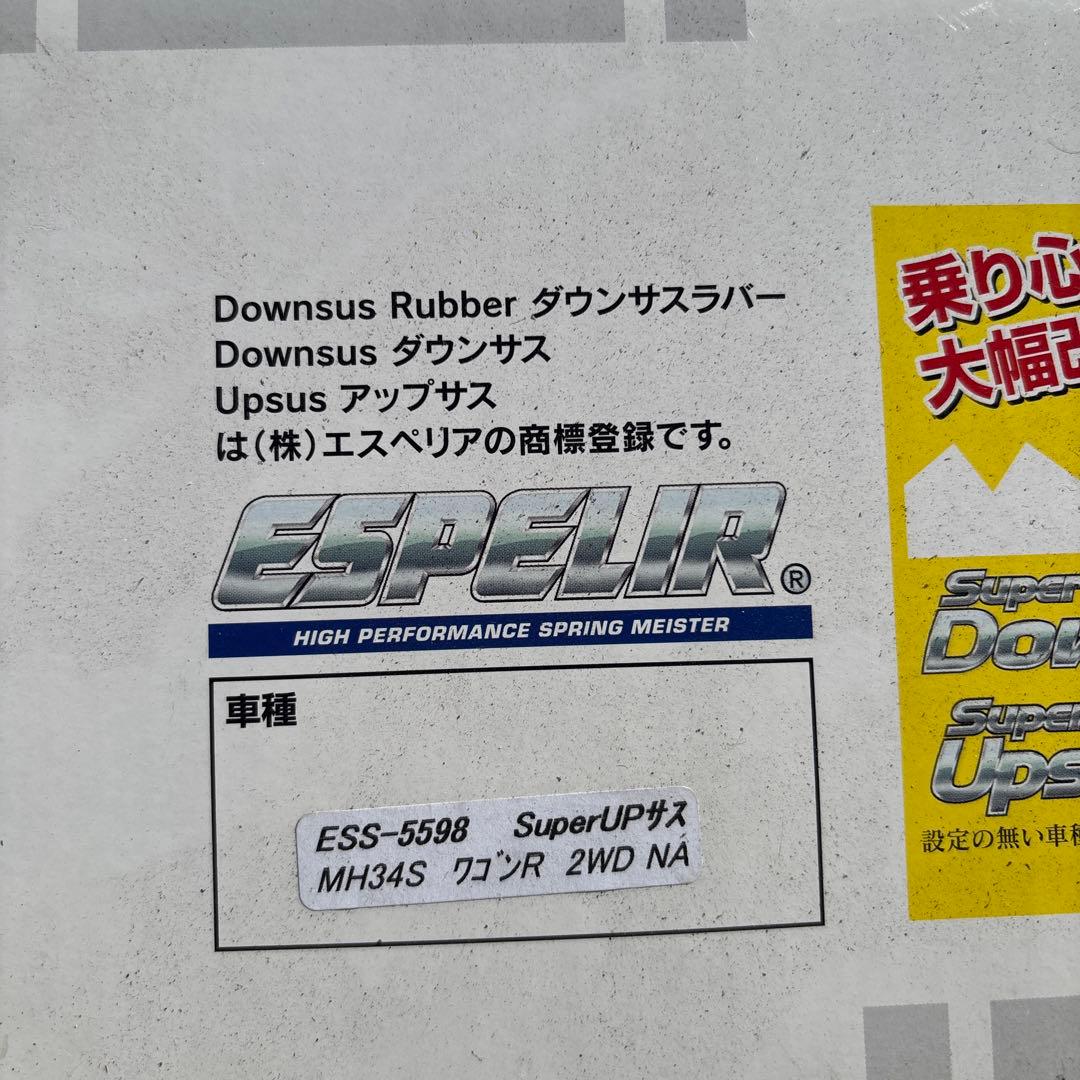 Downsus Rubber ダウンサスラバー
Downsus ダウンサス
Upsus アップサス
は(株)エスペリアの商標登録です。
ESPELIR®
HIGH PERFORMANCE SPRING MEISTER
車種
ESS-5598 SuperUPサス
MH34S ワゴンR 2WD NA
乗り心
大幅改
Super
Dow
Super
Ups
設定の無い車種